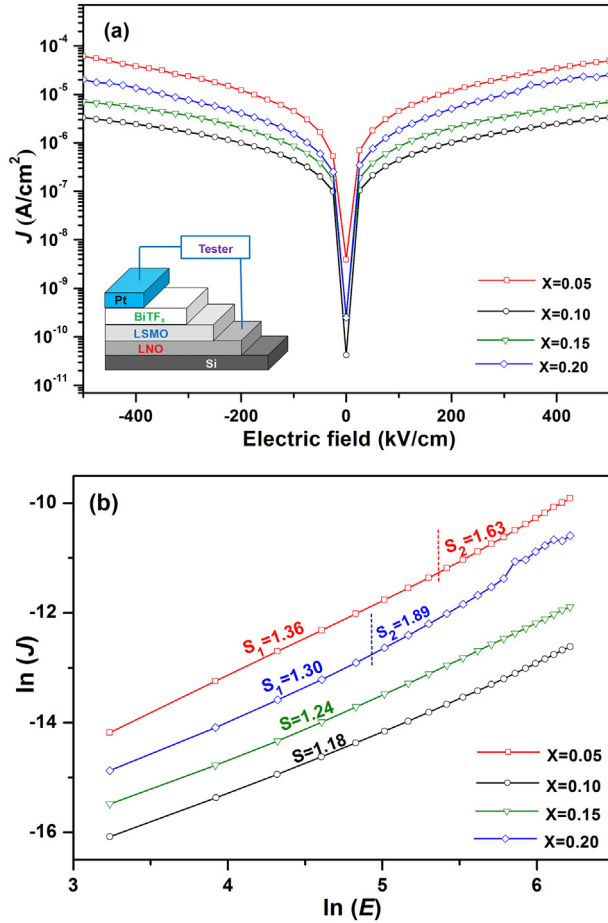 (a)
J (A/cm²)
10⁻⁴
10⁻⁵
10⁻⁶
10⁻⁷
10⁻⁸
10⁻⁹
10⁻¹⁰
10⁻¹¹
Tester
Pt
BiTFₓ
LSMO
LNO
Si
X=0.05
X=0.10
X=0.15
X=0.20
-400 -200 0 200 400
Electric field (kV/cm)
(b)
ln (J)
-10
-12
-14
-16
S₂=1.63
S₁=1.36
S₂=1.89
S₁=1.30
S=1.24
S=1.18
X=0.05
X=0.10
X=0.15
X=0.20
3 4 5 6
ln (E)